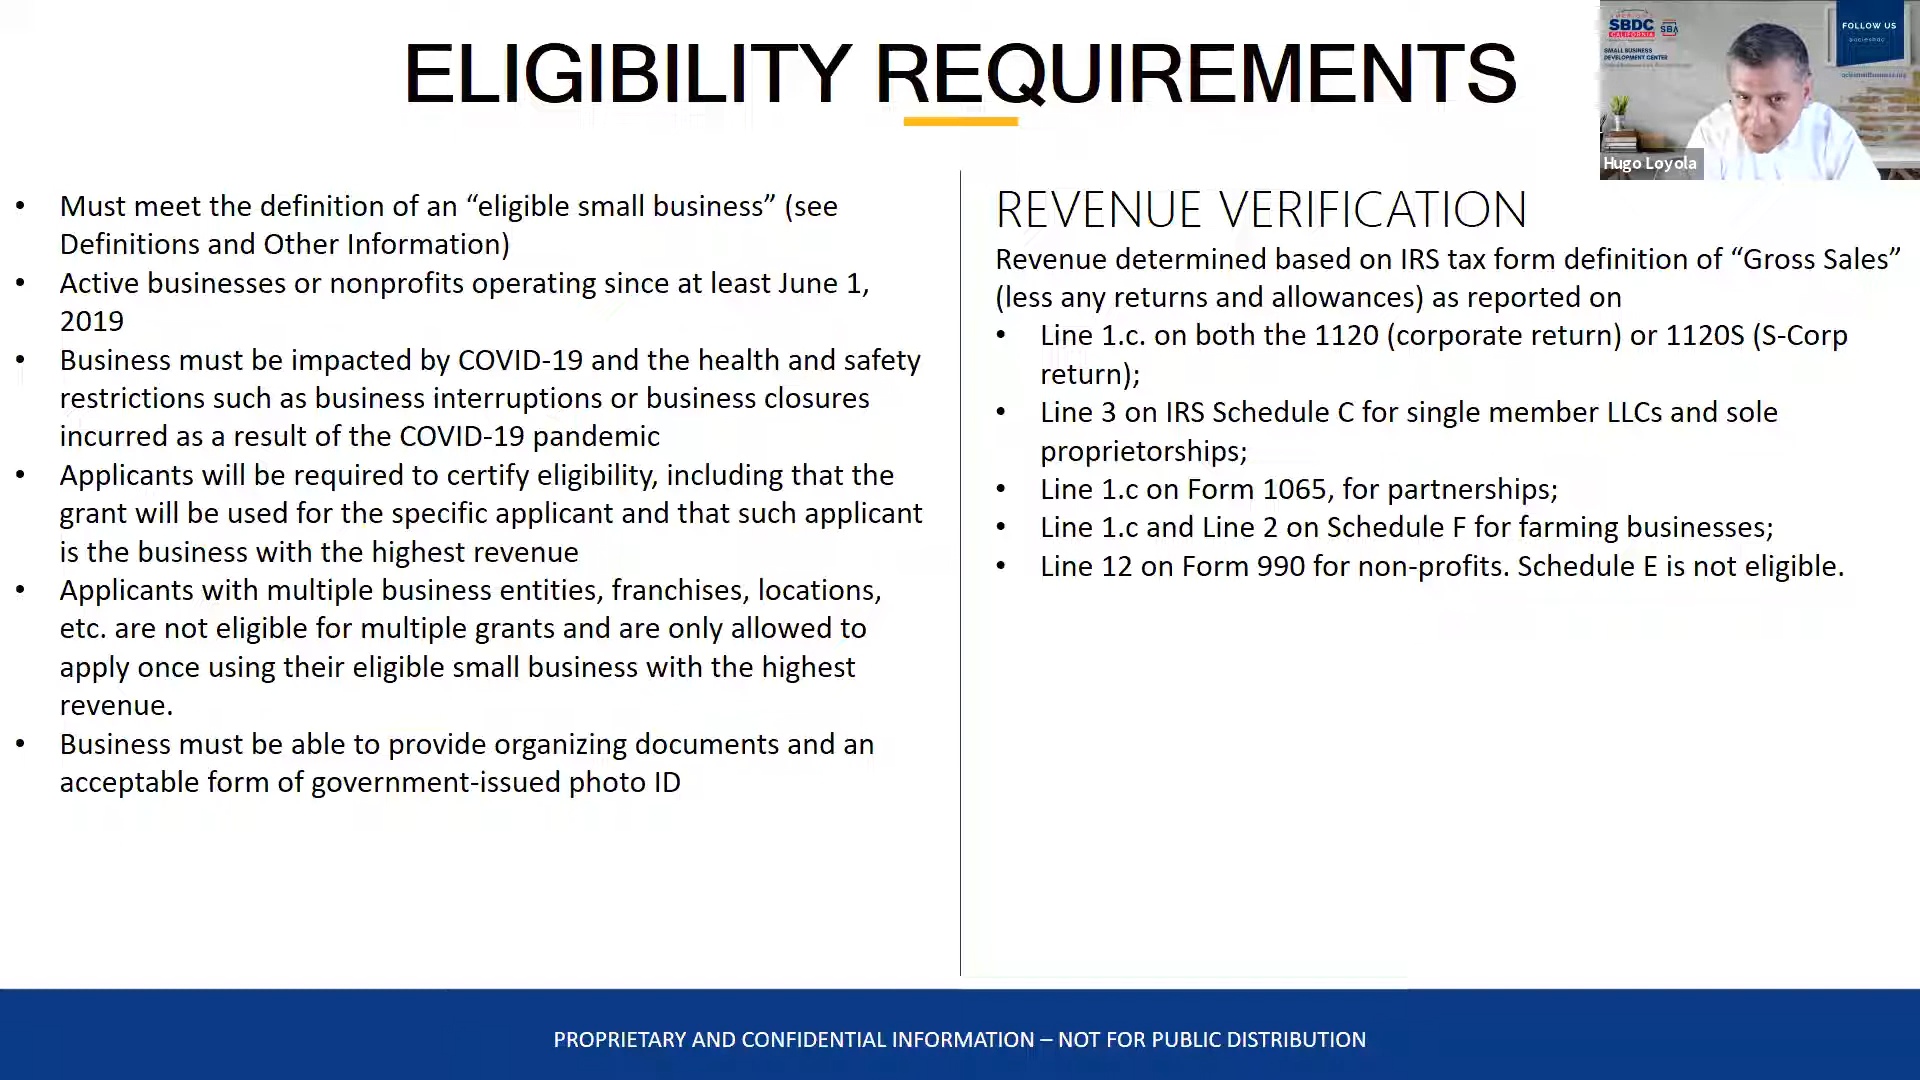 ELIGIBILITY REQUIREMENTS
SBDC
CALIFORNIA
SBA
SMALL BUSINESS
DEVELOPMENT CENTER
FOLLOW US
Hugo Loyola
• Must meet the definition of an “eligible small business” (see
Definitions and Other Information)
• Active businesses or nonprofits operating since at least June 1,
2019
• Business must be impacted by COVID-19 and the health and safety
restrictions such as business interruptions or business closures
incurred as a result of the COVID-19 pandemic
• Applicants will be required to certify eligibility, including that the
grant will be used for the specific applicant and that such applicant
is the business with the highest revenue
• Applicants with multiple business entities, franchises, locations,
etc. are not eligible for multiple grants and are only allowed to
apply once using their eligible small business with the highest
revenue.
• Business must be able to provide organizing documents and an
acceptable form of government-issued photo ID
REVENUE VERIFICATION
Revenue determined based on IRS tax form definition of “Gross Sales”
(less any returns and allowances) as reported on
• Line 1.c. on both the 1120 (corporate return) or 1120S (S-Corp
return);
• Line 3 on IRS Schedule C for single member LLCs and sole
proprietorships;
• Line 1.c on Form 1065, for partnerships;
• Line 1.c and Line 2 on Schedule F for farming businesses;
• Line 12 on Form 990 for non-profits. Schedule E is not eligible.
PROPRIETARY AND CONFIDENTIAL INFORMATION – NOT FOR PUBLIC DISTRIBUTION